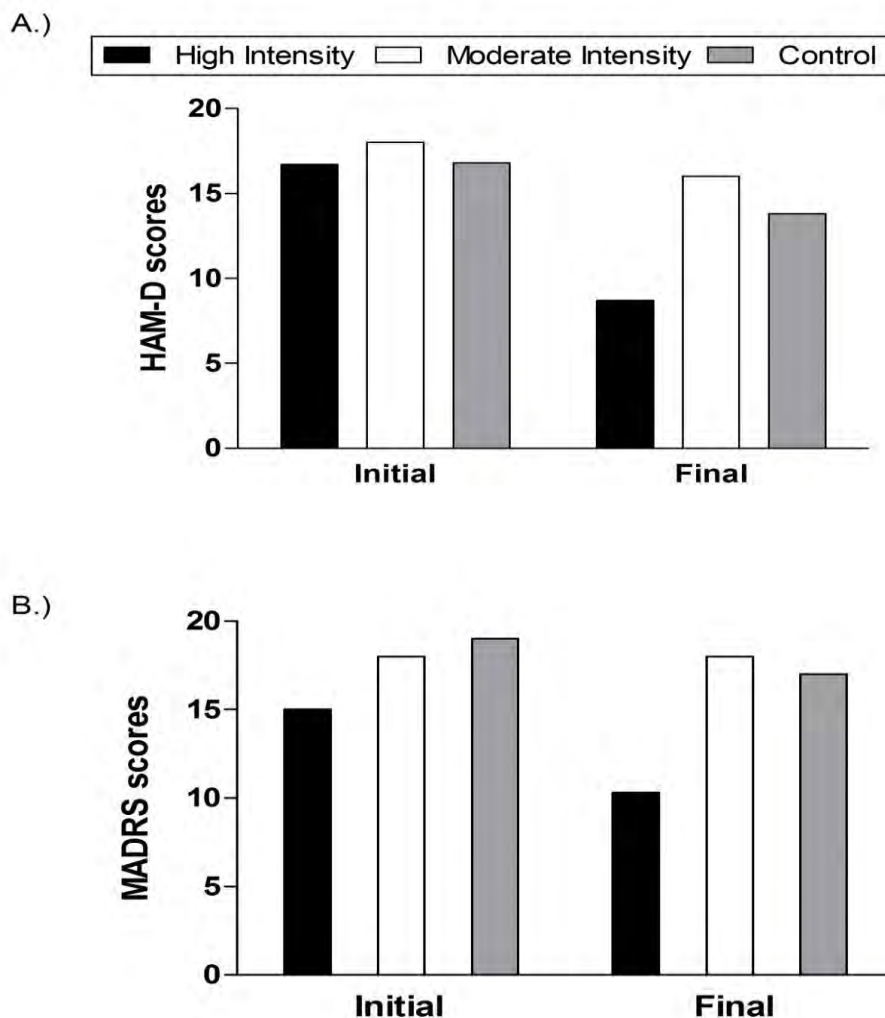 A.)
High Intensity Moderate Intensity Control
20
15
10
5
0
HAM-D scores
Initial Final
B.)
20
15
10
5
0
MADRS scores
Initial Final